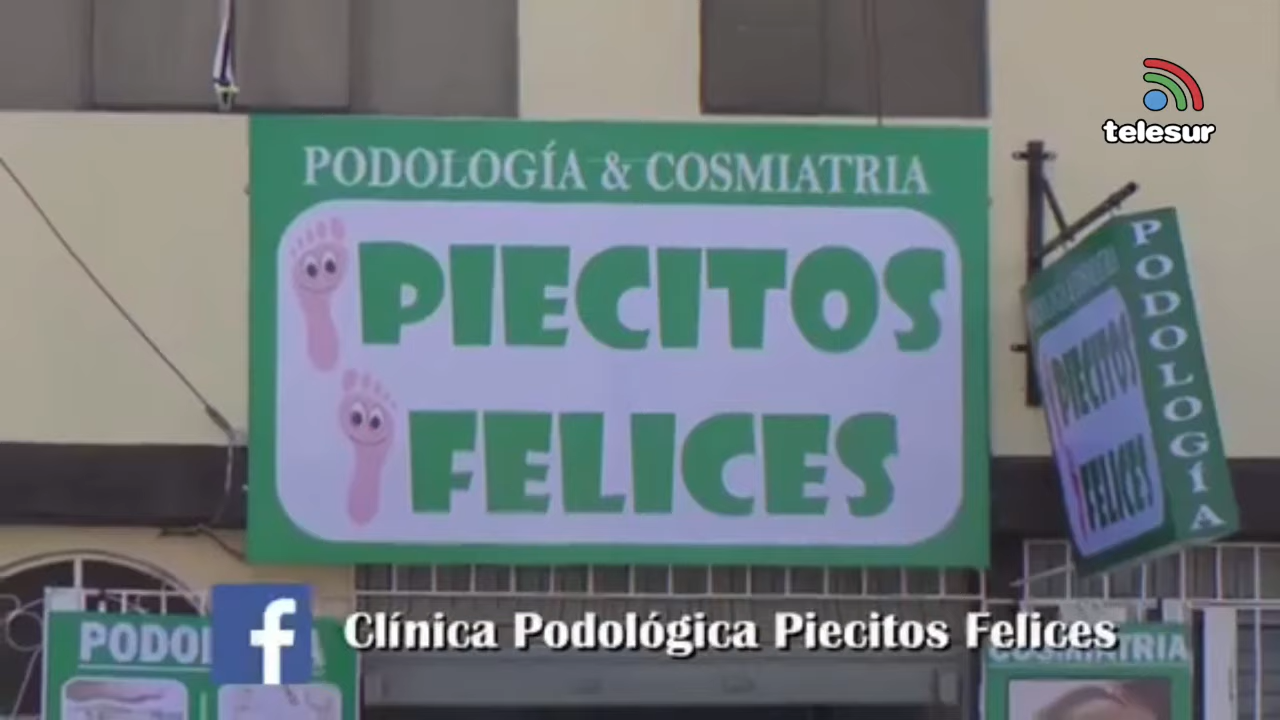 telesur
PODOLOGÍA & COSMIATRIA
PIECITOS
FELICES
PODOLOGÍA
PIECITOS
FELICES
f
Clínica Podológica Piecitos Felices
COSMIATRIA